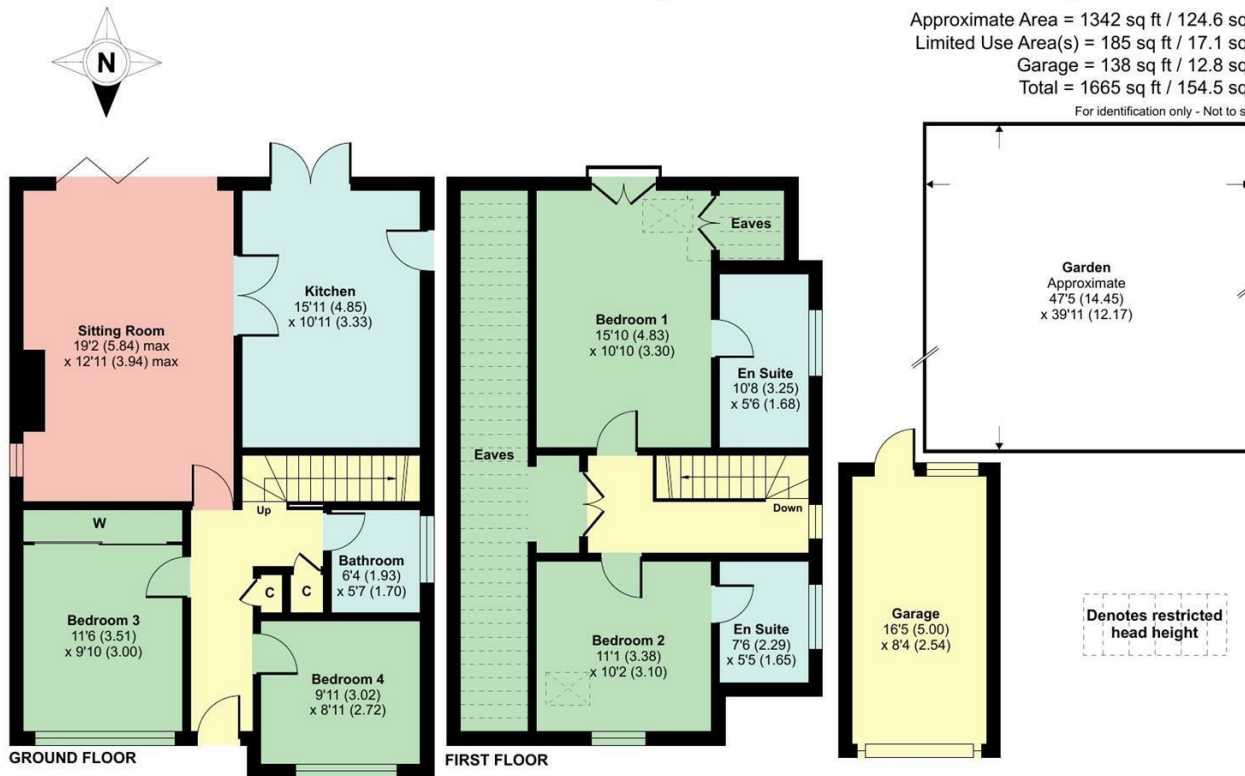 Approximate Area = 1342 sq ft / 124.6 sq
Limited Use Area(s) = 185 sq ft / 17.1 sq
Garage = 138 sq ft / 12.8 sq
Total = 1665 sq ft / 154.5 sq
For identification only - Not to s
N
Sitting Room
19'2 (5.84) max
x 12'11 (3.94) max
Kitchen
15'11 (4.85)
x 10'11 (3.33)
Up
W
Bedroom 3
11'6 (3.51)
x 9'10 (3.00)
C
C
Bathroom
6'4 (1.93)
x 5'7 (1.70)
Bedroom 4
9'11 (3.02)
x 8'11 (2.72)
GROUND FLOOR
Eaves
Bedroom 1
15'10 (4.83)
x 10'10 (3.30)
Eaves
En Suite
10'8 (3.25)
x 5'6 (1.68)
Down
Bedroom 2
11'1 (3.38)
x 10'2 (3.10)
En Suite
7'6 (2.29)
x 5'5 (1.65)
FIRST FLOOR
Garden
Approximate
47'5 (14.45)
x 39'11 (12.17)
Garage
16'5 (5.00)
x 8'4 (2.54)
Denotes restricted
head height